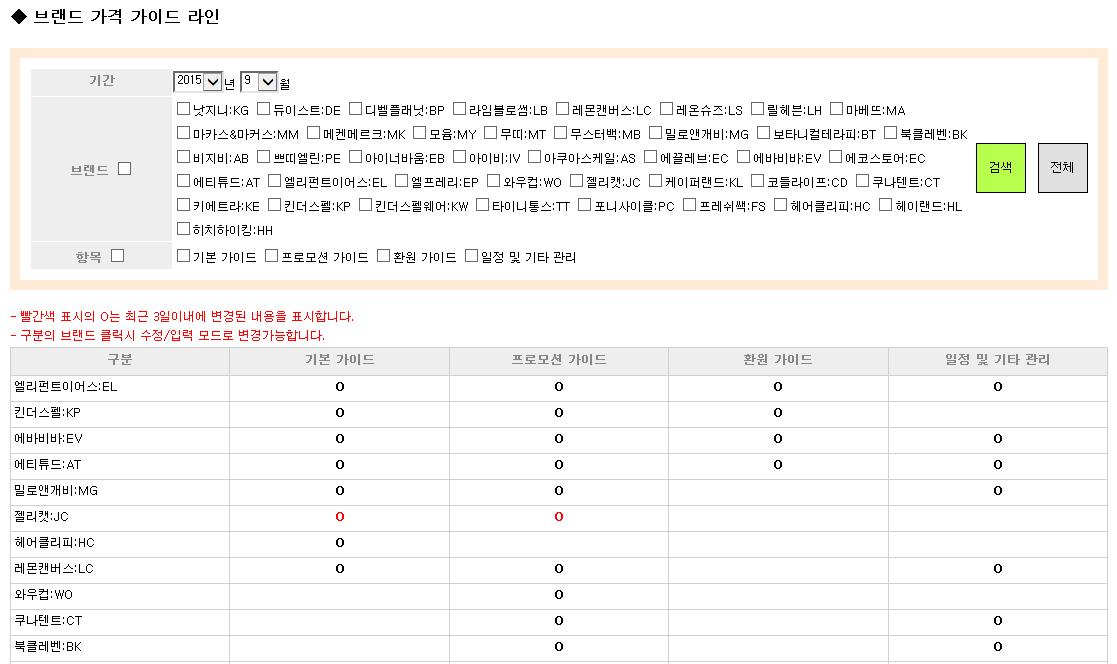 ◆ 브랜드 가격 가이드 라인
기간 2015 년 9 월
낫지니:KG 듀이스트:DE 디벨플래닛:BP 라임블로썸:LB 레몬캔버스:LC 레온슈즈:LS 릴헤븐:LH 마베뜨:MA
마카스&마커스:MM 메켄메르크:MK 모윰:MY 무띠:MT 무스터백:MB 밀로앤개비:MG 보타니컬테라피:BT 북클레벤:BK
브랜드 비지비:AB 쁘띠엘린:PE 아이너바움:EB 아이비:IV 아쿠아스케일:AS 에끌레브:EC 에바비바:EV 에코스토어:EC 검색 전체
에티튜드:AT 엘리펀트이어스:EL 엘프레리:EP 와우컵:WO 젤리캣:JC 케이퍼랜드:KL 코들라이프:CD 쿠나텐트:CT
키에트라:KE 킨더스펠:KP 킨더스펠웨어:KW 타이니통스:TT 포니사이클:PC 프레쉬쌕:FS 헤어클리피:HC 헤이랜드:HL
히치하이킹:HH
항목 기본 가이드 프로모션 가이드 환원 가이드 일정 및 기타 관리
- 빨간색 표시의 O는 최근 3일이내에 변경된 내용을 표시합니다.
- 구분의 브랜드 클릭시 수정/입력 모드로 변경가능합니다.
구분 기본 가이드 프로모션 가이드 환원 가이드 일정 및 기타 관리
엘리펀트이어스:EL O O O O
킨더스펠:KP O O O
에바비바:EV O O O O
에티튜드:AT O O O O
밀로앤개비:MG O O O
젤리캣:JC O O
헤어클리피:HC O
레몬캔버스:LC O O O
와우컵:WO O
쿠나텐트:CT O O
북클레벤:BK O O